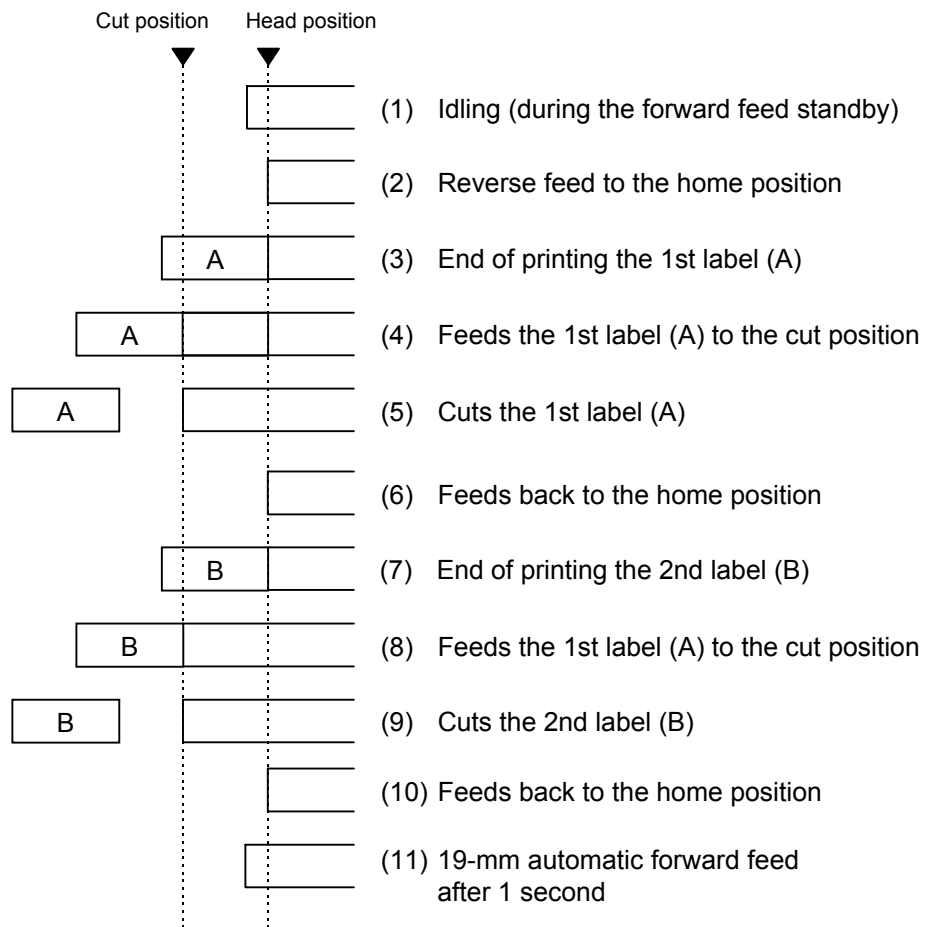 Cut position Head position
(1) Idling (during the forward feed standby)
(2) Reverse feed to the home position
A (3) End of printing the 1st label (A)
A (4) Feeds the 1st label (A) to the cut position
A (5) Cuts the 1st label (A)
(6) Feeds back to the home position
B (7) End of printing the 2nd label (B)
B (8) Feeds the 1st label (A) to the cut position
B (9) Cuts the 2nd label (B)
(10) Feeds back to the home position
(11) 19-mm automatic forward feed
after 1 second